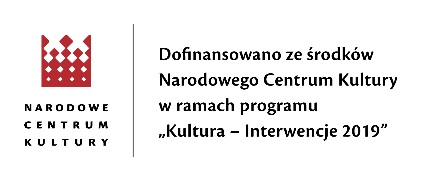 NARODOWE
CENTRUM
KULTURY
Dofinansowano ze środków
Narodowego Centrum Kultury
w ramach programu
„Kultura – Interwencje 2019”